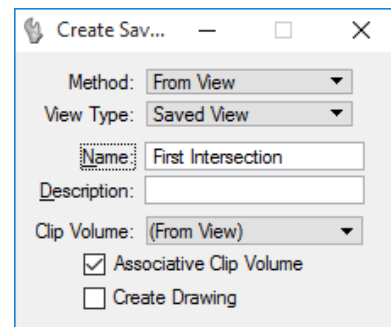 Create Sav...
Method: From View
View Type: Saved View
Name: First Intersection
Description:
Clip Volume: (From View)
Associative Clip Volume
Create Drawing